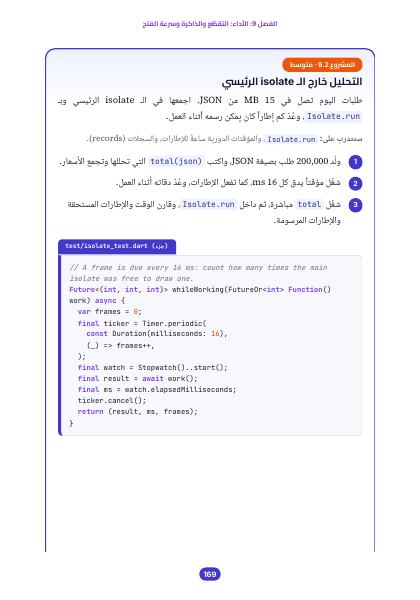 الفصل 9: الأداء: التقطّع والذاكرة وسرعة الفتح
المشروع 9.2 · متوسط
التحليل خارج الـ isolate الرئيسي
طلبات اليوم تصل في 15 MB من JSON. اجمعها في الـ isolate الرئيسي وبـ
Isolate.run، وعُدّ كم إطاراً كان يمكن رسمه أثناء العمل.
ستتدرب على: Isolate.run، والمؤقتات الدورية ساعةً للإطارات، والسجلات (records).
1 ولّد 200,000 طلب بصيغة JSON، واكتب total(json) التي تحللها وتجمع الأسعار.
2 شغّل مؤقتاً يدق كل 16 ms، كما تفعل الإطارات، وعُدّ دقاته أثناء العمل.
3 شغّل total مباشرة، ثم داخل Isolate.run، وقارن الوقت والإطارات المستحقة
والإطارات المرسومة.
test/isolate_test.dart (جزء)
// A frame is due every 16 ms: count how many times the main
isolate was free to draw one.
Future<(int, int, int)> whileWorking(FutureOr<int> Function()
work) async {
  var frames = 0;
  final ticker = Timer.periodic(
    const Duration(milliseconds: 16),
    (_) => frames++,
  );
  final watch = Stopwatch()..start();
  final result = await work();
  final ms = watch.elapsedMilliseconds;
  ticker.cancel();
  return (result, ms, frames);
}
169